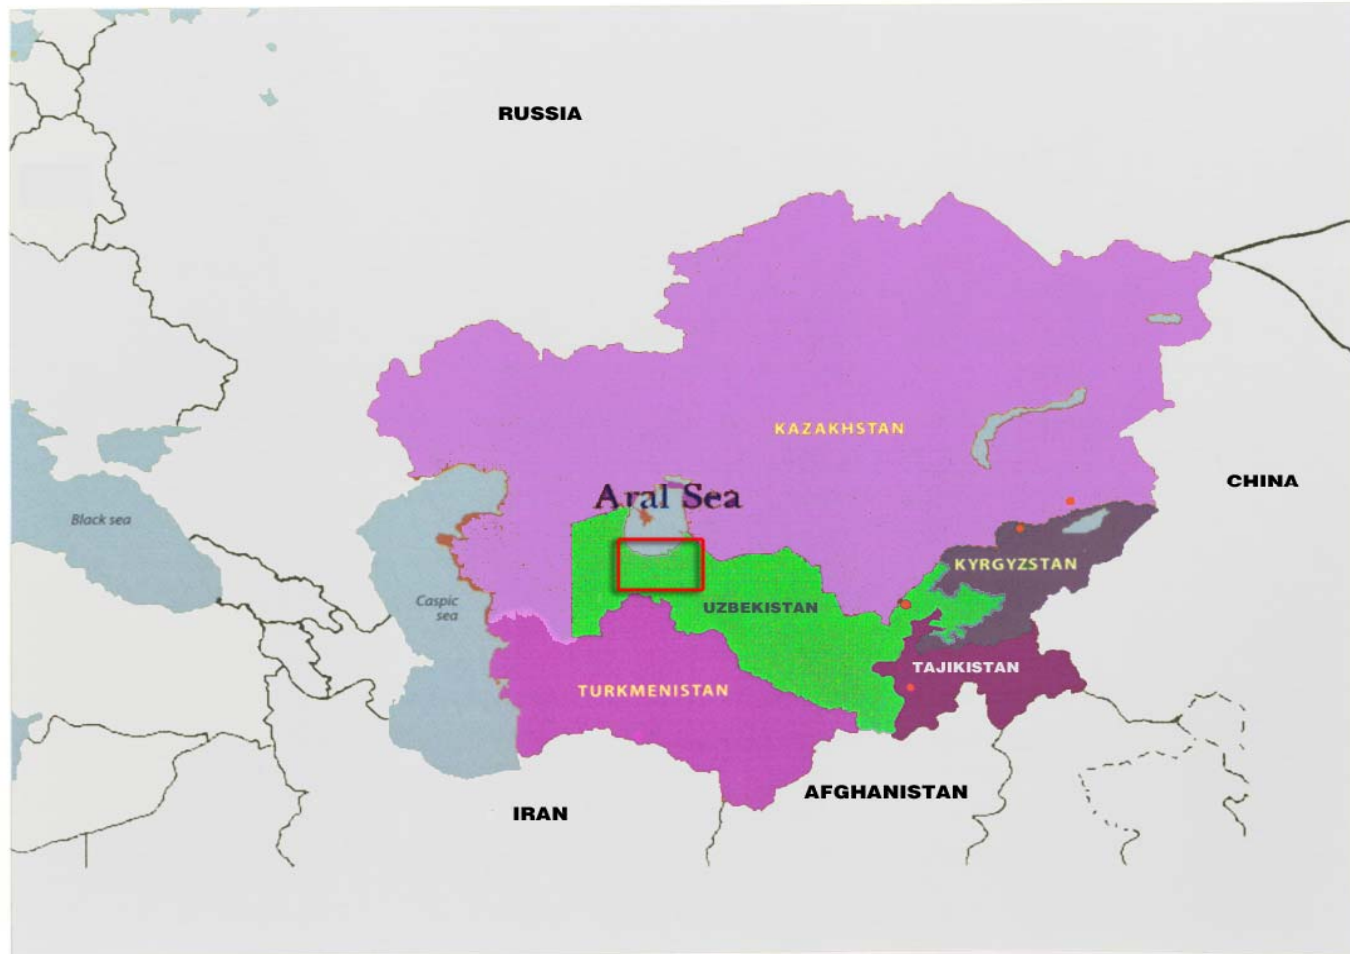 RUSSIA
KAZAKHSTAN
CHINA
Aral Sea
Black sea
KYRGYZSTAN
Caspic
sea
UZBEKISTAN
TAJIKISTAN
TURKMENISTAN
AFGHANISTAN
IRAN